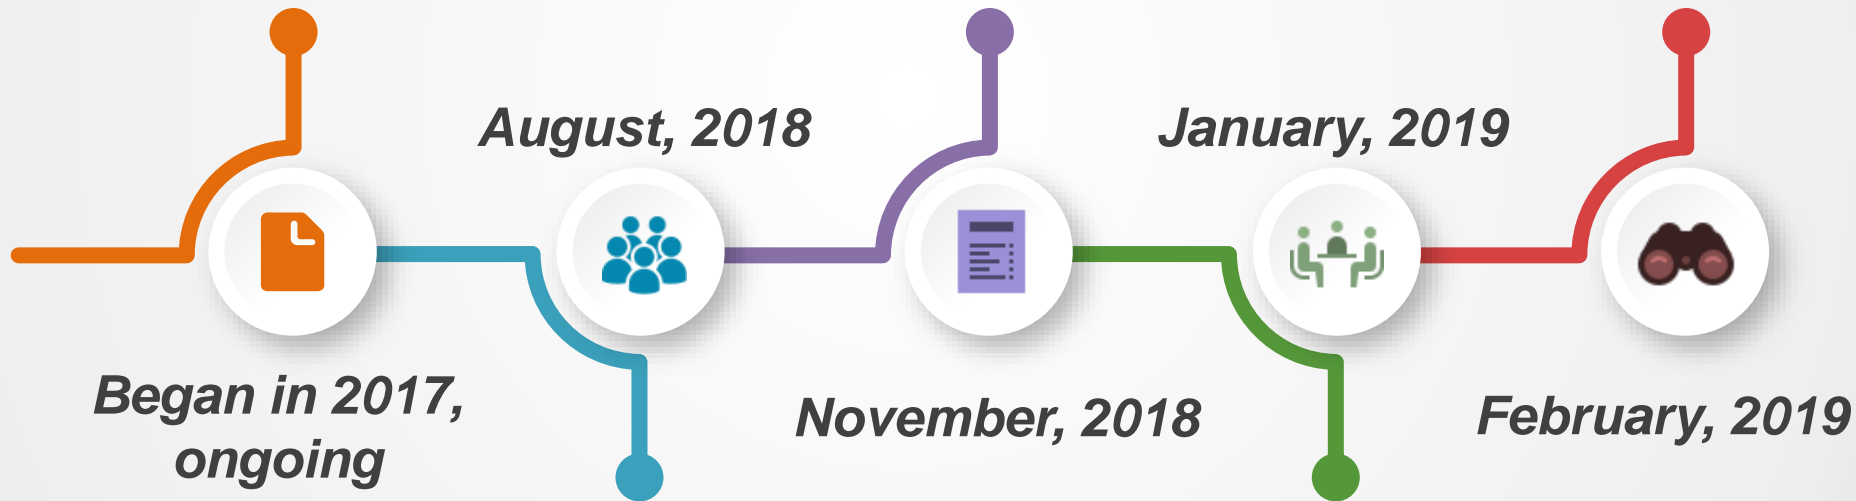 Began in 2017,
ongoing
August, 2018
November, 2018
January, 2019
February, 2019